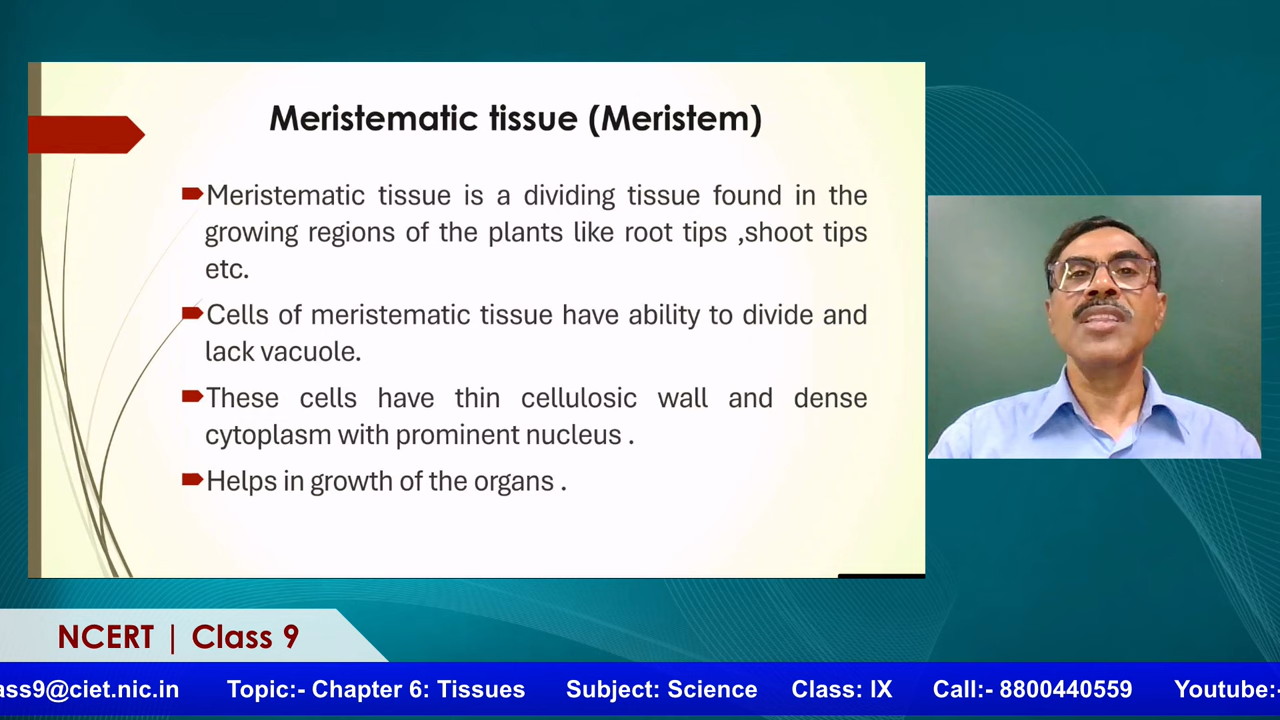 Meristematic tissue (Meristem)
Meristematic tissue is a dividing tissue found in the
growing regions of the plants like root tips ,shoot tips
etc.
Cells of meristematic tissue have ability to divide and
lack vacuole.
These cells have thin cellulosic wall and dense
cytoplasm with prominent nucleus .
Helps in growth of the organs .
NCERT | Class 9
ass9@ciet.nic.in Topic:- Chapter 6: Tissues Subject: Science Class: IX Call:- 8800440559 Youtube:-